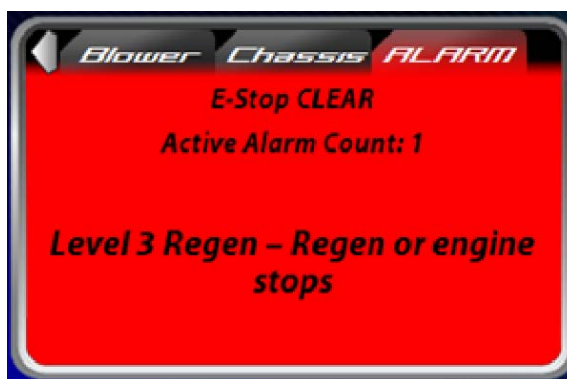 Blower Chassis ALARM
E-Stop CLEAR
Active Alarm Count: 1
Level 3 Regen – Regen or engine
stops